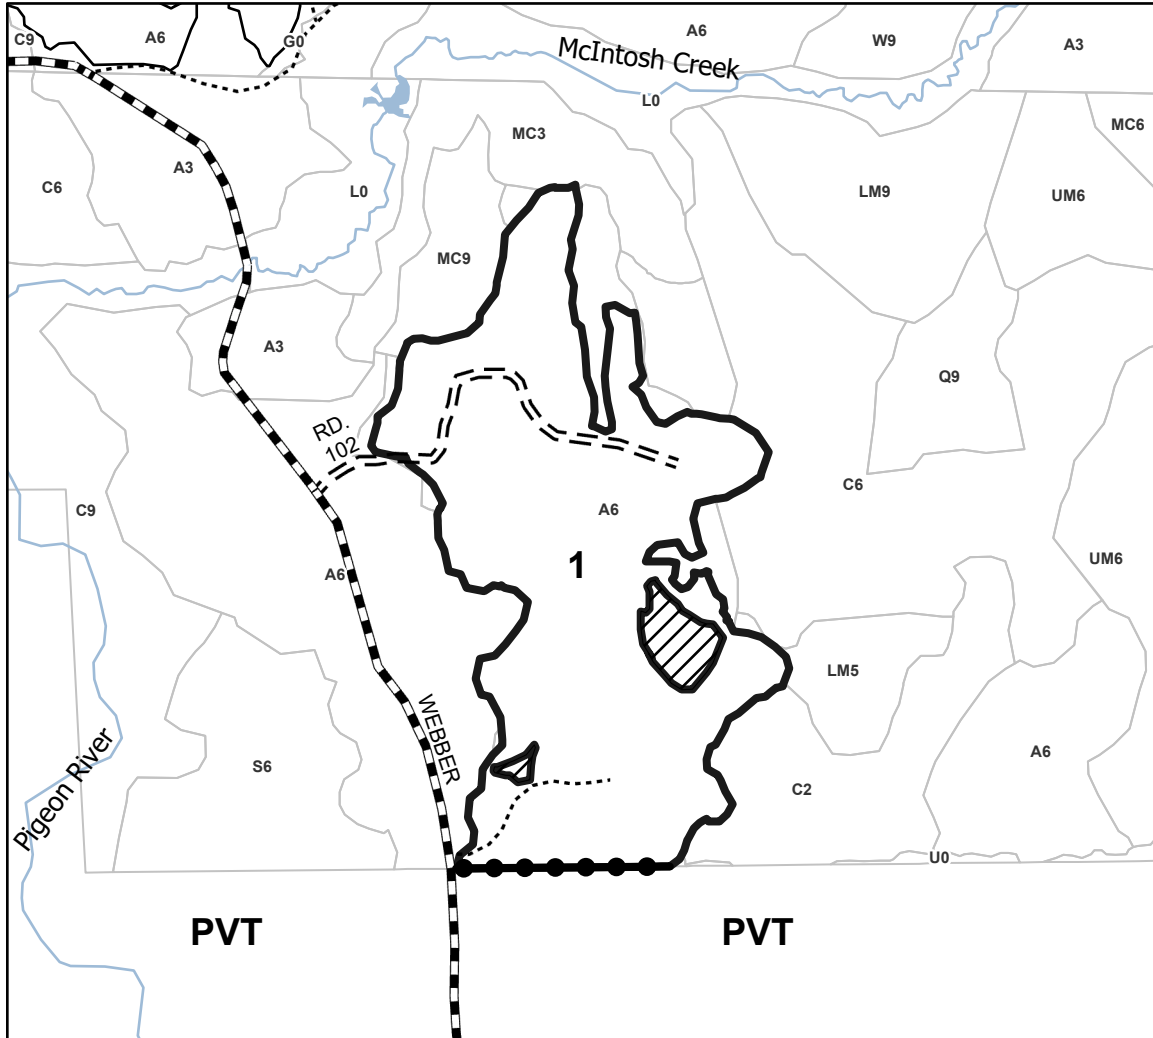 C9
A6
G0
A6
W9
A3
McIntosh Creek
L0
MC6
MC3
A3
C6
L0
LM9
UM6
MC9
A3
Q9
RD.
102
C6
C9
A6
1
UM6
A6
LM5
WEBBER
Pigeon River
S6
A6
C2
U0
PVT
PVT